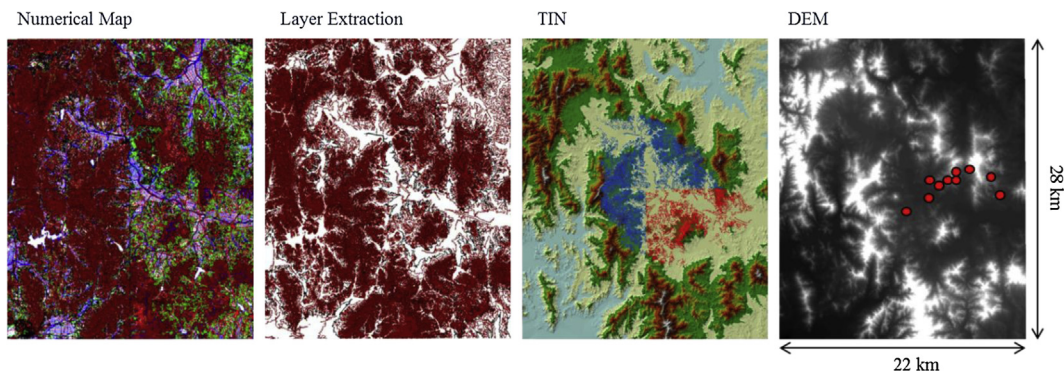 Numerical Map
Layer Extraction
TIN
DEM
28 km
22 km